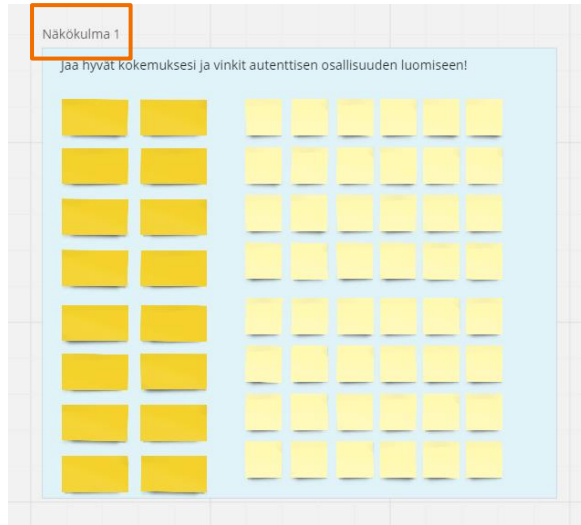 Näkökulma 1
Jaa hyvät kokemuksesi ja vinkit autenttisen osallisuuden luomiseen!